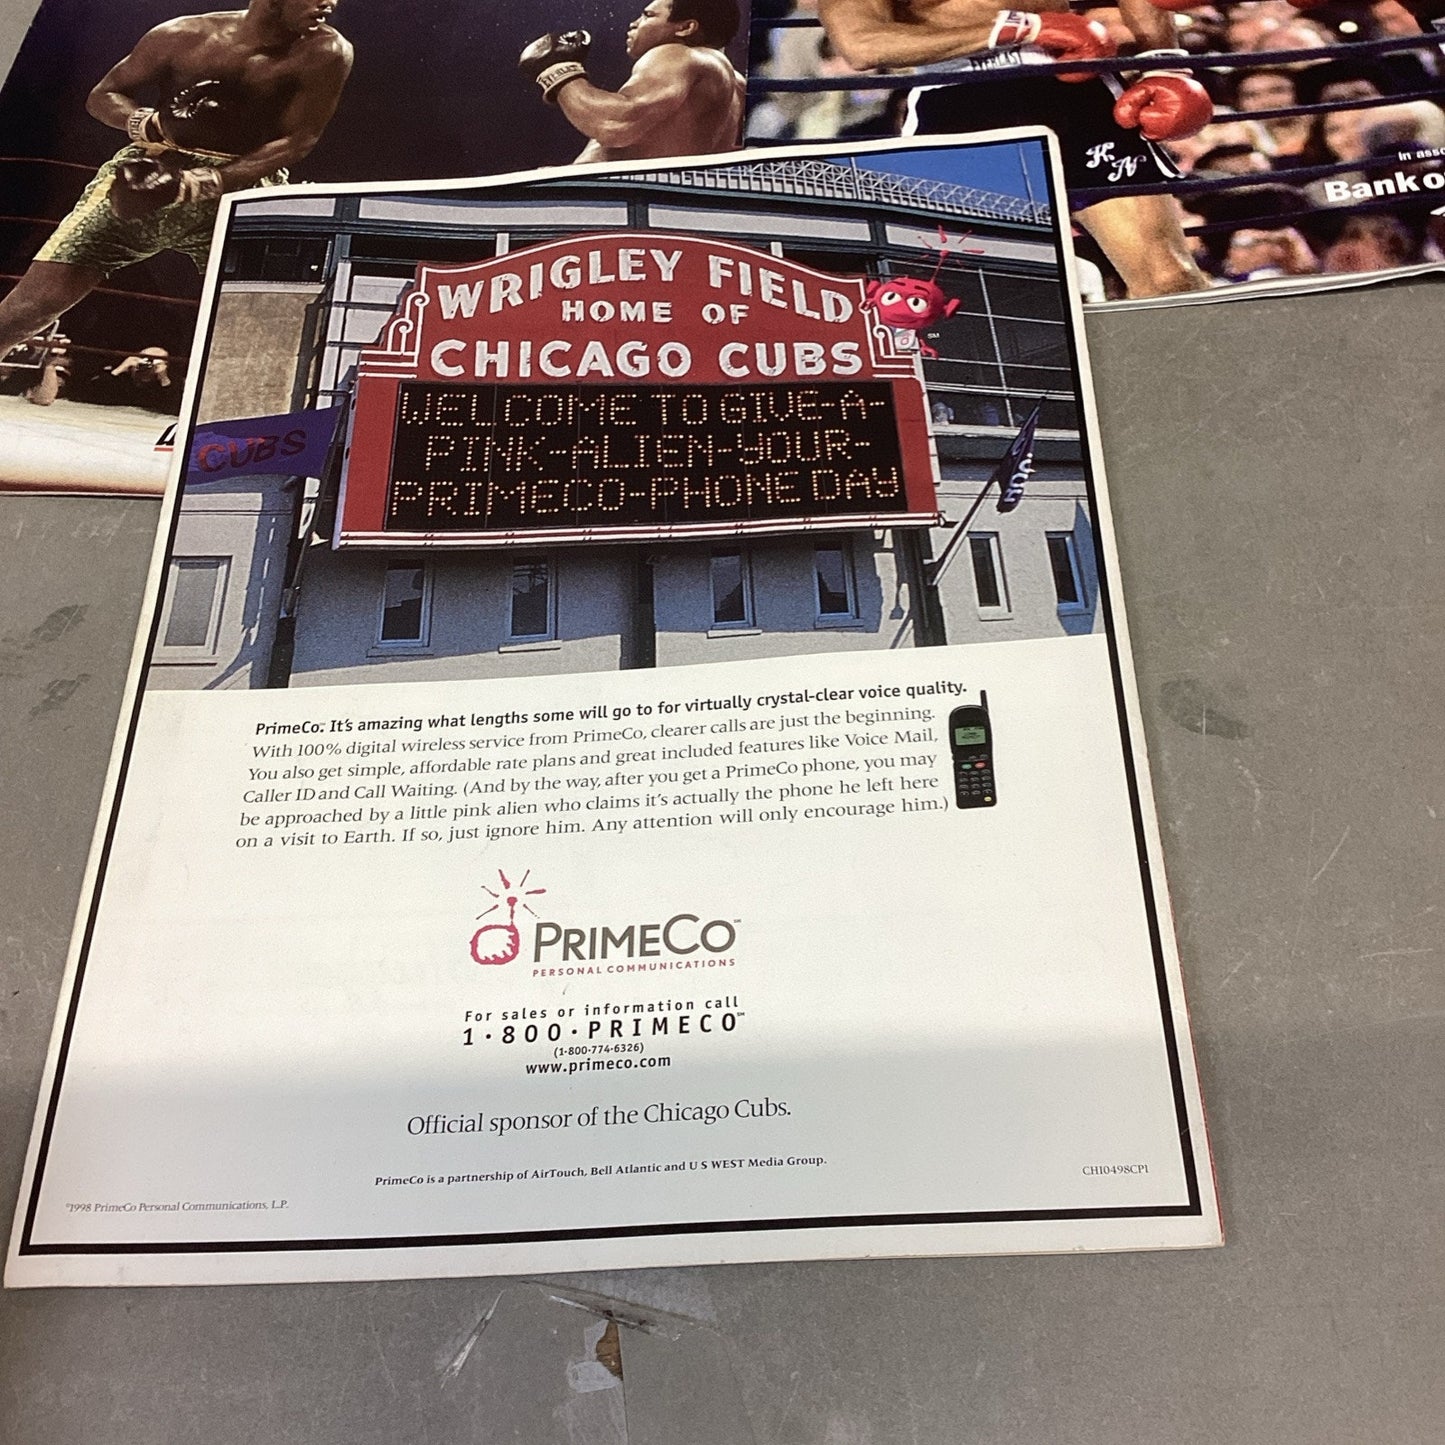 EVERLAST
In asso
Bank o
WRIGLEY FIELD
HOME OF
CHICAGO CUBS
SM
WELCOME TO GIVE-A-
PINK-ALIEN-YOUR-
PRIMECO-PHONE DAY
CUBS
PrimeCo.℠ It's amazing what lengths some will go to for virtually crystal-clear voice quality.
With 100% digital wireless service from PrimeCo, clearer calls are just the beginning.
You also get simple, affordable rate plans and great included features like Voice Mail,
Caller ID and Call Waiting. (And by the way, after you get a PrimeCo phone, you may
be approached by a little pink alien who claims it's actually the phone he left here
on a visit to Earth. If so, just ignore him. Any attention will only encourage him.)
PRIMECO℠
PERSONAL COMMUNICATIONS
For sales or information call
1·800·PRIMECO℠
(1-800-774-6326)
www.primeco.com
Official sponsor of the Chicago Cubs.
PrimeCo is a partnership of AirTouch, Bell Atlantic and U S WEST Media Group.
CHI0498CP1
©1998 PrimeCo Personal Communications, L.P.